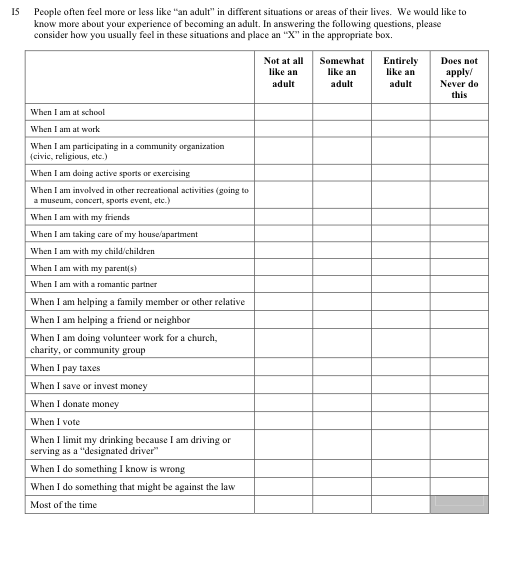 I5 People often feel more or less like “an adult” in different situations or areas of their lives. We would like to
know more about your experience of becoming an adult. In answering the following questions, please
consider how you usually feel in these situations and place an “X” in the appropriate box.
Not at all like an adult
Somewhat like an adult
Entirely like an adult
Does not apply/ Never do this
When I am at school
When I am at work
When I am participating in a community organization
(civic, religious, etc.)
When I am doing active sports or exercising
When I am involved in other recreational activities (going to
a museum, concert, sports event, etc.)
When I am with my friends
When I am taking care of my house/apartment
When I am with my child/children
When I am with my parent(s)
When I am with a romantic partner
When I am helping a family member or other relative
When I am helping a friend or neighbor
When I am doing volunteer work for a church,
charity, or community group
When I pay taxes
When I save or invest money
When I donate money
When I vote
When I limit my drinking because I am driving or
serving as a “designated driver”
When I do something I know is wrong
When I do something that might be against the law
Most of the time